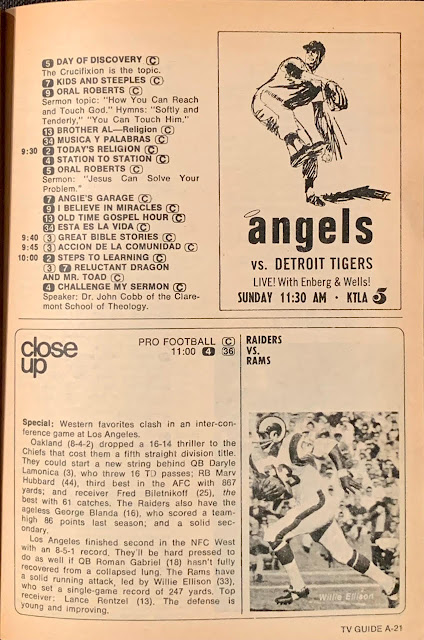 5 DAY OF DISCOVERY C
The Crucifixion is the topic.
7 KIDS AND STEEPLES C
9 ORAL ROBERTS C
Sermon topic: "How You Can Reach
and Touch God." Hymns: "Softly and
Tenderly," "You Can Touch Him."
13 BROTHER AL—Religion C
34 MUSICA Y PALABRAS C
9:30 2 TODAY'S RELIGION C
4 STATION TO STATION C
5 ORAL ROBERTS C
Sermon: "Jesus Can Solve Your
Problem."
7 ANGIE'S GARAGE C
9 I BELIEVE IN MIRACLES C
13 OLD TIME GOSPEL HOUR C
34 ESTA ES LA VIDA C
9:40 3 GREAT BIBLE STORIES C
9:45 3 ACCION DE LA COMUNIDAD C
10:00 2 STEPS TO LEARNING C
3 7 RELUCTANT DRAGON
AND MR. TOAD C
4 CHALLENGE MY SERMON C
Speaker: Dr. John Cobb of the Clare-
mont School of Theology.
angels
VS. DETROIT TIGERS
LIVE! With Enberg & Wells!
SUNDAY 11:30 AM • KTLA 5
close
up
PRO FOOTBALL C
11:00 4 36
RAIDERS
VS.
RAMS
Special: Western favorites clash in an inter-con-
ference game at Los Angeles.
Oakland (8-4-2) dropped a 16-14 thriller to the
Chiefs that cost them a fifth straight division title.
They could start a new string behind QB Daryle
Lamonica (3), who threw 16 TD passes; RB Marv
Hubbard (44), third best in the AFC with 867
yards; and receiver Fred Biletnikoff (25), the
best with 61 catches. The Raiders also have the
ageless George Blanda (16), who scored a team-
high 86 points last season; and a solid sec-
ondary.
Los Angeles finished second in the NFC West
with an 8-5-1 record. They'll be hard pressed to
do as well if QB Roman Gabriel (18) hasn't fully
recovered from a collapsed lung. The Rams have
a solid running attack, led by Willie Ellison (33),
who set a single-game record of 247 yards. Top
receiver: Lance Rentzel (13). The defense is
young and improving.
Willie Ellison
TV GUIDE A-21